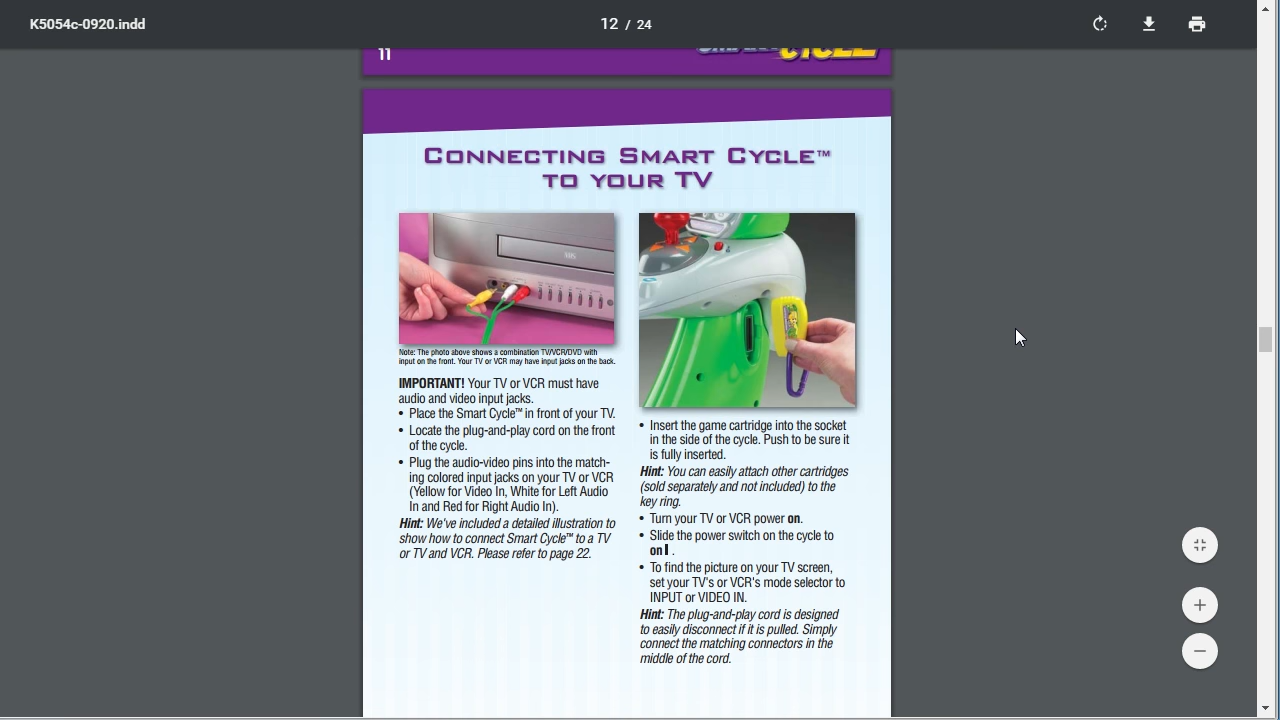 K5054c-0920.indd
12 / 24
11
CYCLE
CONNECTING SMART CYCLE™
TO YOUR TV
Note: The photo above shows a combination TV/VCR/DVD with
input on the front. Your TV or VCR may have input jacks on the back.
IMPORTANT! Your TV or VCR must have
audio and video input jacks.
• Place the Smart Cycle™ in front of your TV.
• Locate the plug-and-play cord on the front
of the cycle.
• Plug the audio-video pins into the match-
ing colored input jacks on your TV or VCR
(Yellow for Video In, White for Left Audio
In and Red for Right Audio In).
Hint: We've included a detailed illustration to
show how to connect Smart Cycle™ to a TV
or TV and VCR. Please refer to page 22.
• Insert the game cartridge into the socket
in the side of the cycle. Push to be sure it
is fully inserted.
Hint: You can easily attach other cartridges
(sold separately and not included) to the
key ring.
• Turn your TV or VCR power on.
• Slide the power switch on the cycle to
on I .
• To find the picture on your TV screen,
set your TV's or VCR's mode selector to
INPUT or VIDEO IN.
Hint: The plug-and-play cord is designed
to easily disconnect if it is pulled. Simply
connect the matching connectors in the
middle of the cord.